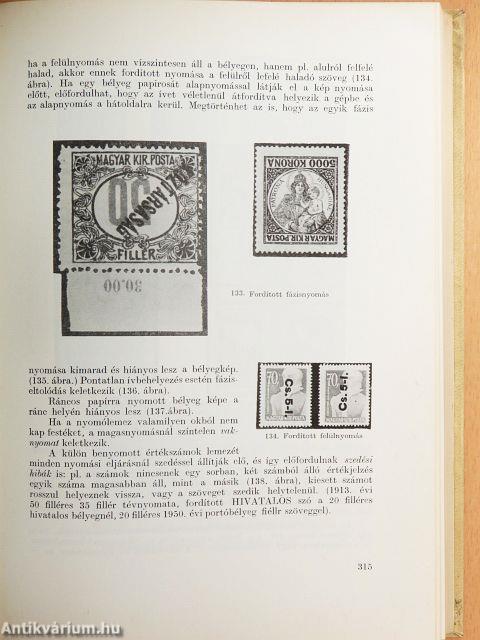 ha a felülnyomás nem vízszintesen áll a bélyegen, hanem pl. alulról felfelé
halad, akkor ennek fordított nyomása a felülről lefelé haladó szöveg (134.
ábra). Ha egy bélyeg papirosát alapnyomással látják el a kép nyomása
előtt, előfordulhat, hogy az ívet véletlenül átfordítva helyezik a gépbe és
az alapnyomás a hátoldalra kerül. Megtörténhet az is, hogy az egyik fázis
MAGYAR KIR. POSTA
KÖZTÁRSASÁG
FILLÉR
30.00
5000 KORONA
PATRONA
HUNGARIAE
MAGYAR KIR. POSTA
133. Fordított fázisnyomás
nyomása kimarad és hiányos lesz a bélyegkép.
(135. ábra.) Pontatlan ívbehelyezés esetén fázis-
eltolódás keletkezik (136. ábra).
Ráncos papírra nyomott bélyeg képe a
ránc helyén hiányos lesz (137.ábra).
Ha a nyomólemez valamilyen okból nem
kap festéket, a magasnyomásnál színtelen vak-
nyomat keletkezik.
70
Cs. 5-I.
70
Cs. 5-I.
134. Fordított felülnyomás
A külön benyomott értékszámok lemezét
minden nyomási eljárásnál szedéssel állítják elő, és így előfordulnak szedési
hibák is: pl. a számok nincsenek egy sorban, két számból álló értékjelzés
egyik száma magasabban áll, mint a másik (138. ábra), kiesett számot
rosszul helyeznek vissza, vagy a szöveget szedik helytelenül. (1913. évi
50 filléres 35 fillér tévnyomata, fordított HIVATALOS szó a 20 filléres
hivatalos bélyegnél, 20 filléres 1950. évi portóbélyeg fiéllr szöveggel).
315
Antikvárium.hu